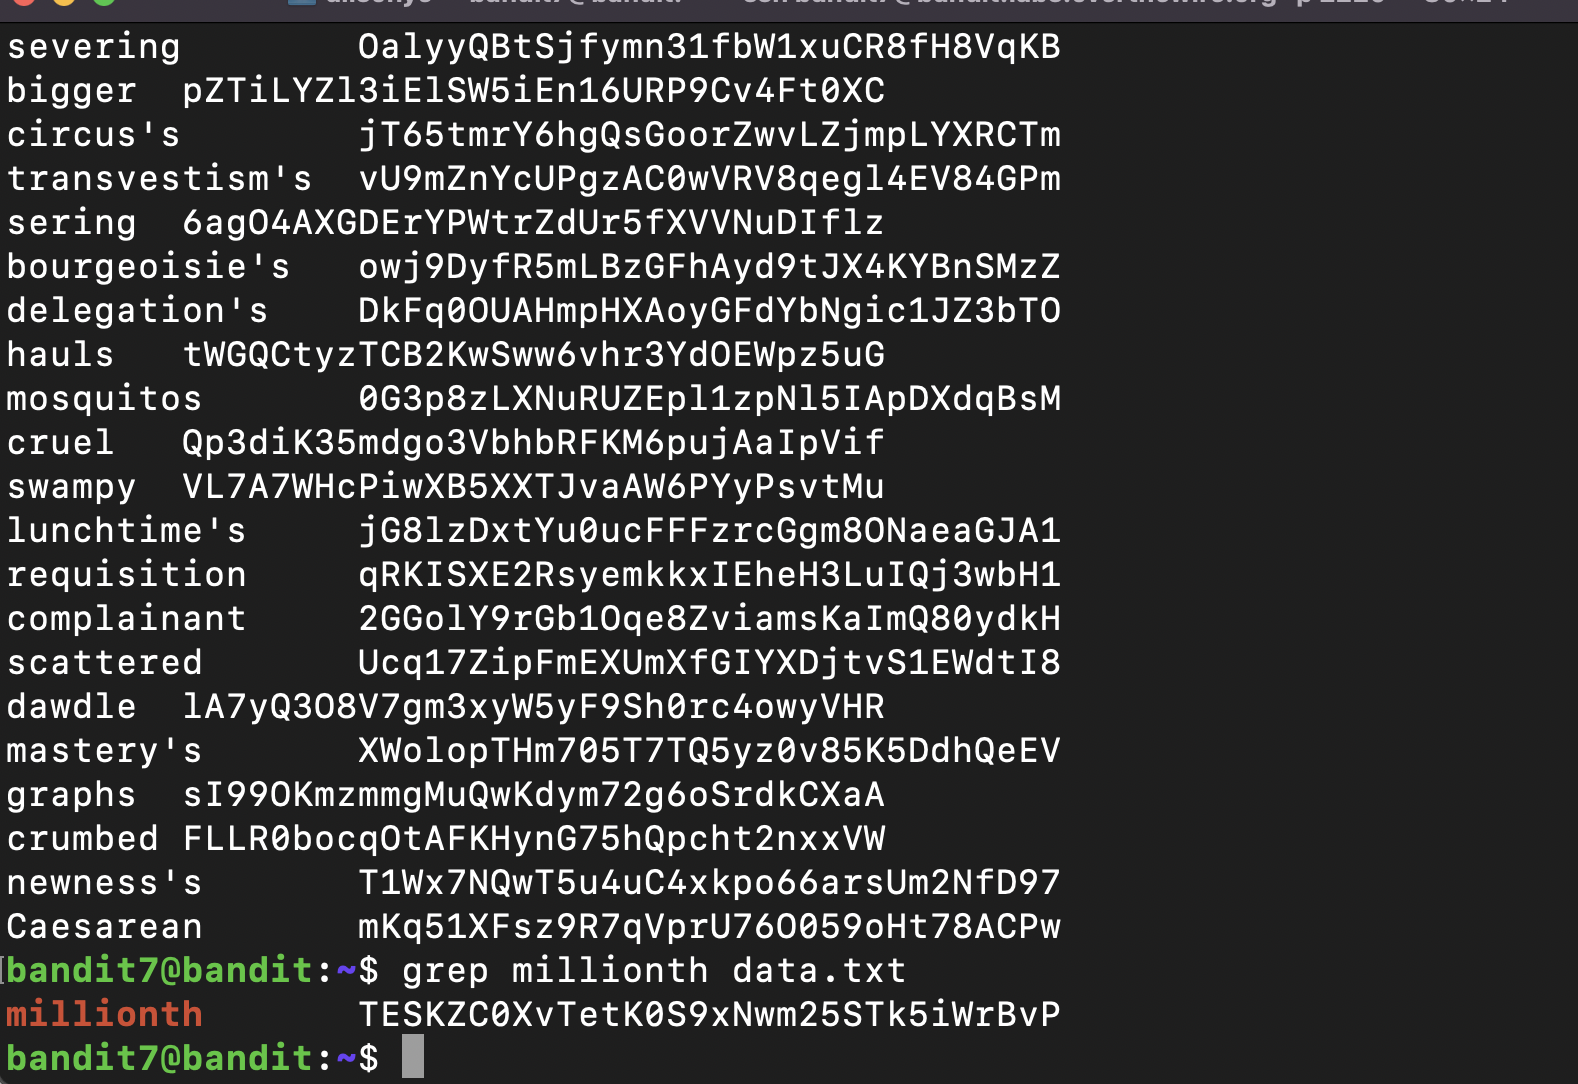 severing        OalyyQBtSjfymn31fbW1xuCR8fH8VqKB
bigger  pZTiLYZl3iElSW5iEn16URP9Cv4Ft0XC
circus's        jT65tmrY6hgQsGoorZwvLZjmpLYXRCTm
transvestism's  vU9mZnYcUPgzAC0wVRV8qegl4EV84GPm
sering  6agO4AXGDErYPWtrZdUr5fXVVNuDIflz
bourgeoisie's   owj9DyfR5mLBzGFhAyd9tJX4KYBnSMzZ
delegation's    DkFq0OUAHmpHXAoyGFdYbNgic1JZ3bTO
hauls   tWGQCtyzTCB2KwSww6vhr3YdOEWpz5uG
mosquitos       0G3p8zLXNuRUZEpl1zpNl5IApDXdqBsM
cruel   Qp3diK35mdgo3VbhbRFKM6pujAaIpVif
swampy  VL7A7WHcPiwXB5XXTJvaAW6PYyPsvtMu
lunchtime's     jG8lzDxtYu0ucFFFzrcGgm8ONaeaGJA1
requisition     qRKISXE2RsyemkkxIEheH3LuIQj3wbH1
complainant     2GGolY9rGb1Oqe8ZviamsKaImQ80ydkH
scattered       Ucq17ZipFmEXUmXfGIYXDjtvS1EWdtI8
dawdle  lA7yQ3O8V7gm3xyW5yF9Sh0rc4owyVHR
mastery's       XWolopTHm705T7TQ5yz0v85K5DdhQeEV
graphs  sI99OKmzmmgMuQwKdym72g6oSrdkCXaA
crumbed FLLR0bocqOtAFKHynG75hQpcht2nxxVW
newness's       T1Wx7NQwT5u4uC4xkpo66arsUm2NfD97
Caesarean       mKq51XFsz9R7qVprU76O059oHt78ACPw
bandit7@bandit:~$ grep millionth data.txt
millionth       TESKZC0XvTetK0S9xNwm25STk5iWrBvP
bandit7@bandit:~$